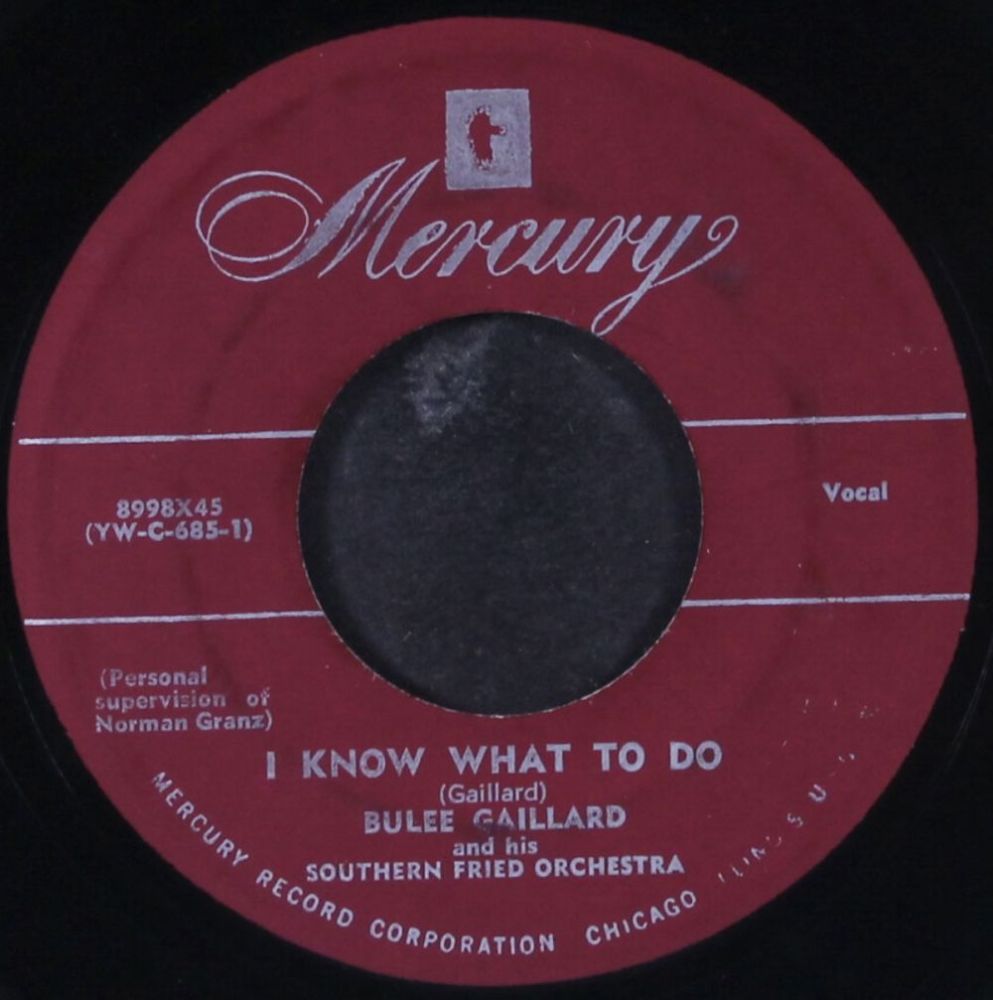 Mercury
8998X45
(YW-C-685-1)
Vocal
(Personal
supervision of
Norman Granz)
I KNOW WHAT TO DO
(Gaillard)
BULEE GAILLARD
and his
SOUTHERN FRIED ORCHESTRA
MERCURY RECORD CORPORATION CHICAGO